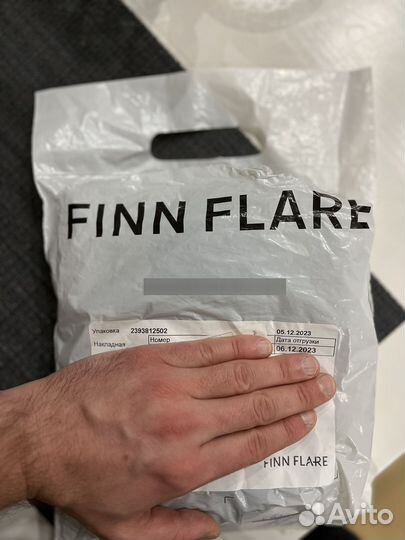 FINN FLARE
Упаковка 2393812502 05.12.2023
Накладная Номер Дата отгрузки
06.12.2023
FINN FLARE
Avito